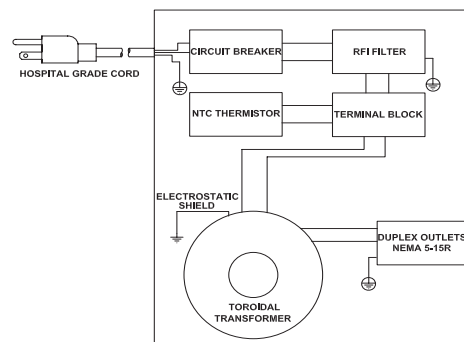 HOSPITAL GRADE CORD
CIRCUIT BREAKER
RFI FILTER
NTC THERMISTOR
TERMINAL BLOCK
ELECTROSTATIC
SHIELD
DUPLEX OUTLETS
NEMA 5-15R
TOROIDAL
TRANSFORMER